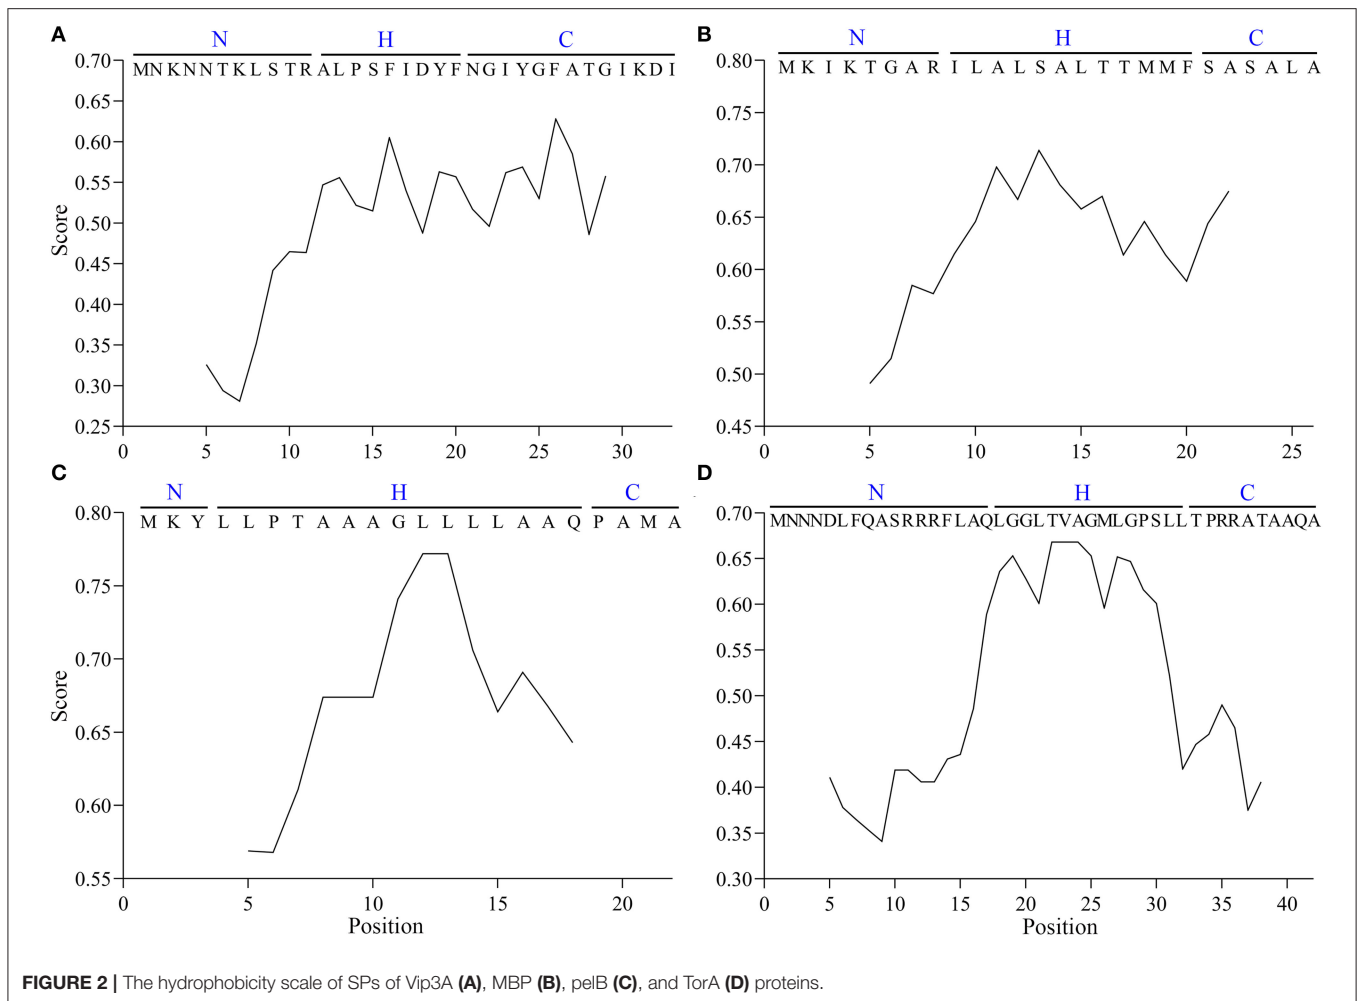 A
N H C
MNKNNTKLSTRALPSFIDYFNGIYGFATGIKDI
0.70
0.65
0.60
0.55
0.50
0.45
0.40
0.35
0.30
0.25
Score
0 5 10 15 20 25 30
B
N H C
M K I K T G A R I L A L S A L T T M M F S A S A L A
0.80
0.75
0.70
0.65
0.60
0.55
0.50
0.45
0 5 10 15 20 25
C
N H C
M K Y L L P T A A A G L L L L A A Q P A M A
0.80
0.75
0.70
0.65
0.60
0.55
Score
0 5 10 15 20
Position
D
N H C
MNNNDLFQASRRRFLAQLGGLTVAGMLGPSLLTPRRATAAQA
0.70
0.65
0.60
0.55
0.50
0.45
0.40
0.35
0.30
0 5 10 15 20 25 30 35 40
Position
FIGURE 2 | The hydrophobicity scale of SPs of Vip3A (A), MBP (B), pelB (C), and TorA (D) proteins.